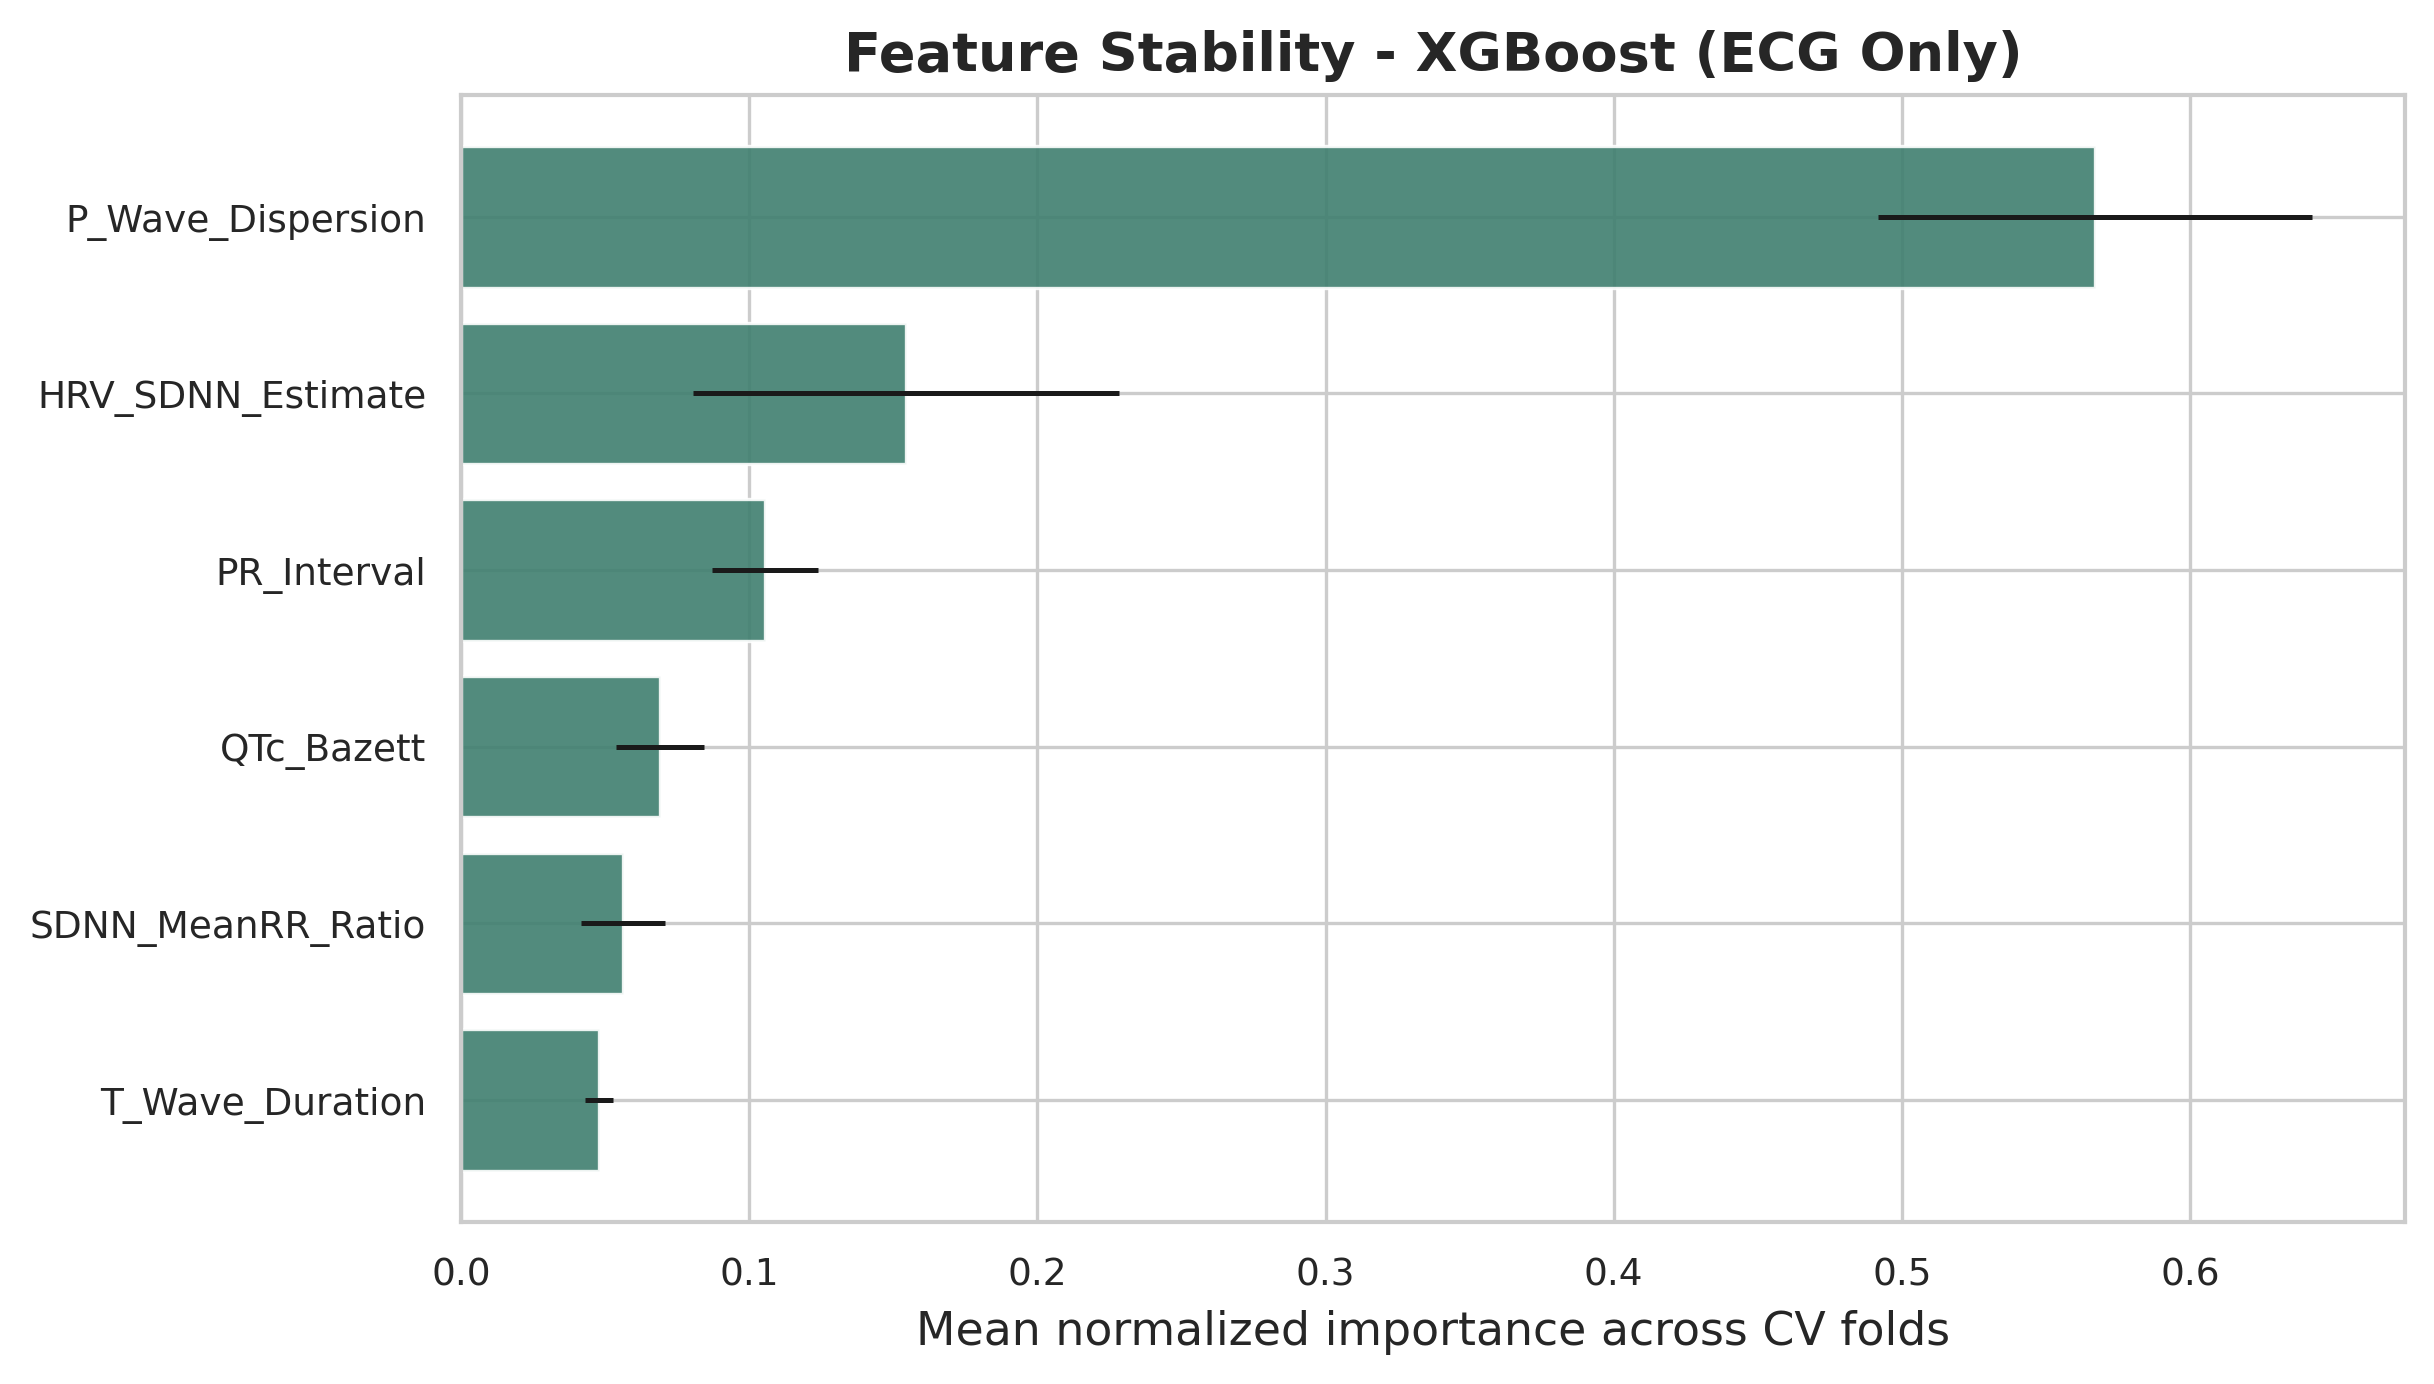 Feature Stability - XGBoost (ECG Only)
P_Wave_Dispersion
HRV_SDNN_Estimate
PR_Interval
QTc_Bazett
SDNN_MeanRR_Ratio
T_Wave_Duration
0.0 0.1 0.2 0.3 0.4 0.5 0.6
Mean normalized importance across CV folds